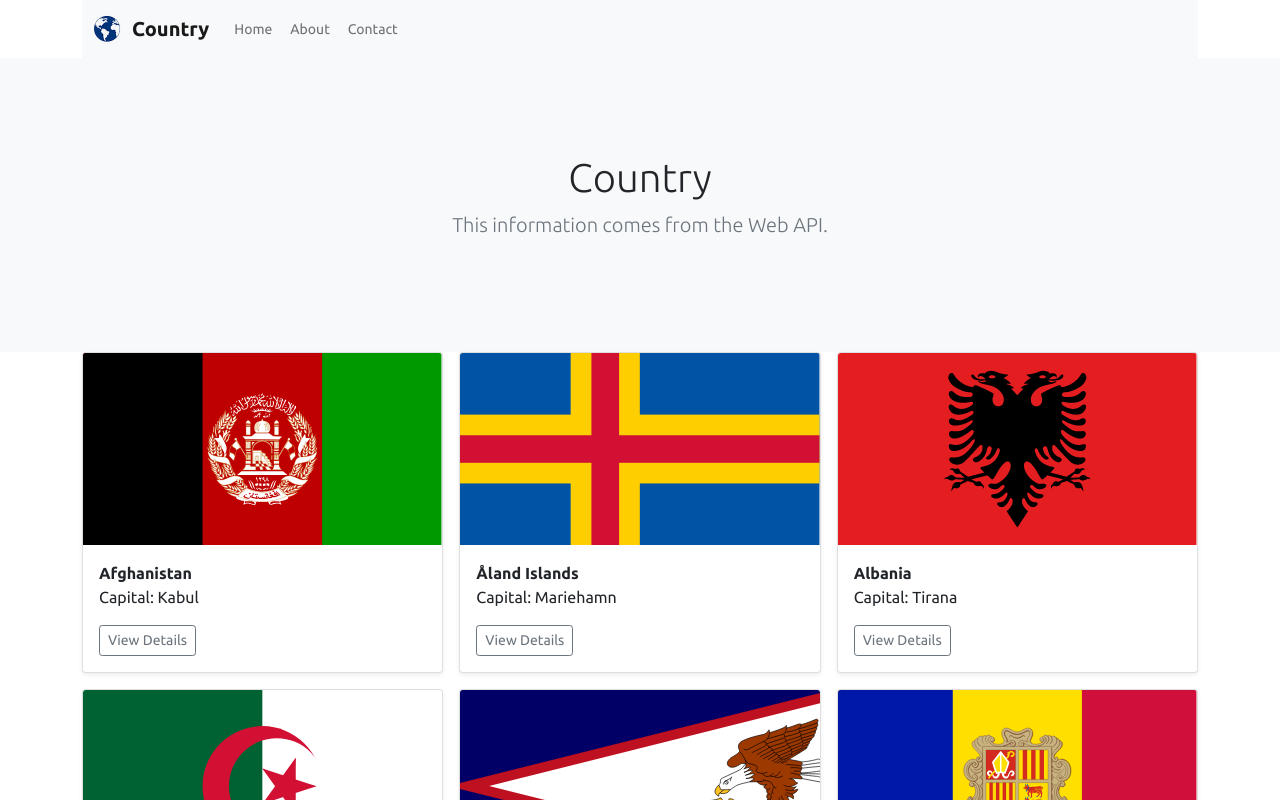 Country
Home
About
Contact
Country
This information comes from the Web API.
Afghanistan
Capital: Kabul
View Details
Åland Islands
Capital: Mariehamn
View Details
Albania
Capital: Tirana
View Details